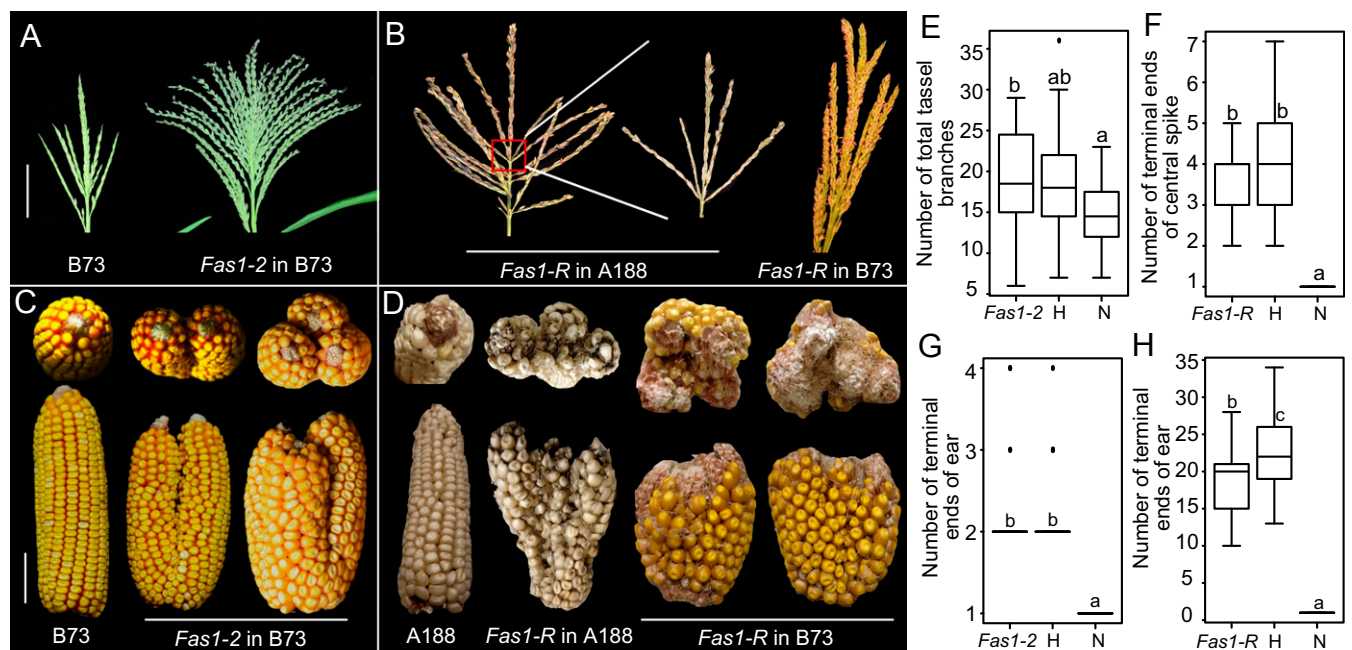 A
B73
Fas1-2 in B73
B
Fas1-R in A188
Fas1-R in B73
C
B73
Fas1-2 in B73
D
A188
Fas1-R in A188
Fas1-R in B73
E
Number of total tassel
branches
35
30
25
20
15
10
5
b
ab
a
Fas1-2 H N
F
Number of terminal ends
of central spike
7
6
5
4
3
2
1
b
b
a
Fas1-R H N
G
Number of terminal
ends of ear
4
3
2
1
b
b
a
Fas1-2 H N
H
Number of terminal
ends of ear
35
30
25
20
15
10
5
0
b
c
a
Fas1-R H N